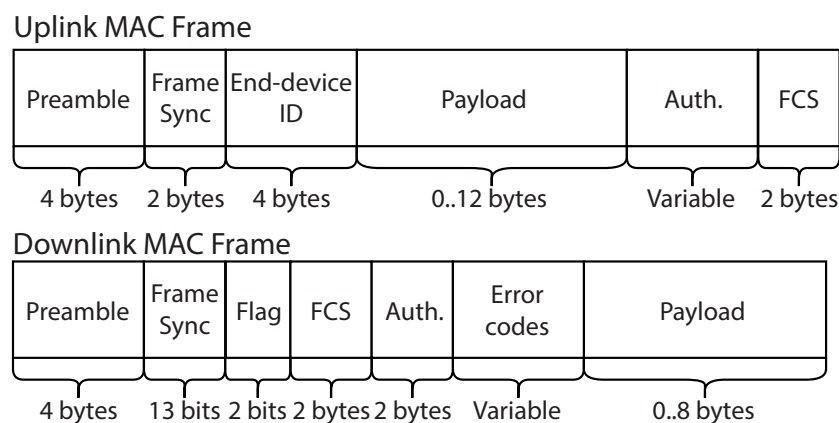 Uplink MAC Frame
Preamble
Frame
Sync
End-device
ID
Payload
Auth.
FCS
4 bytes
2 bytes
4 bytes
0..12 bytes
Variable
2 bytes
Downlink MAC Frame
Preamble
Frame
Sync
Flag
FCS
Auth.
Error
codes
Payload
4 bytes
13 bits
2 bits
2 bytes
2 bytes
Variable
0..8 bytes